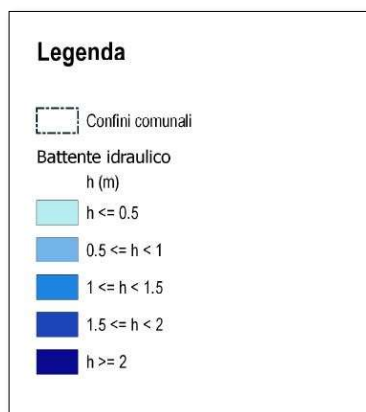 Legenda
Confini comunali
Battente idraulico
h (m)
h <= 0.5
0.5 <= h < 1
1 <= h < 1.5
1.5 <= h < 2
h >= 2